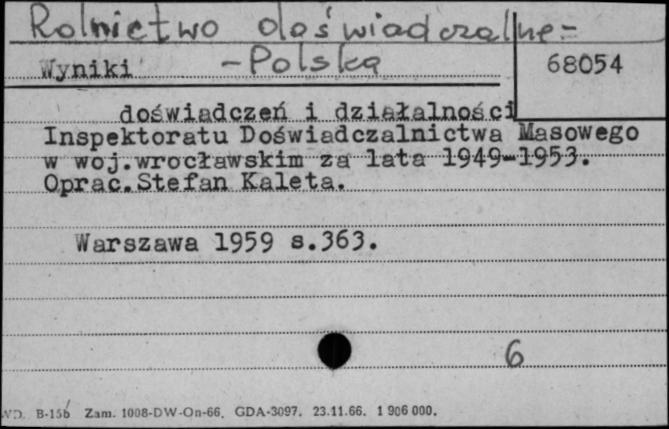 Rolnictwo doświadczalne-
-Polska
Wyniki
68054
doświadczeń i działalności
Inspektoratu Doświadczalnictwa Masowego
w woj.wrocławskim za lata 1949-1953.
Oprac.Stefan Kaleta.
Warszawa 1959 s.363.
6
WD. B-15b Zam. 1008-DW-On-66. GDA-3097. 23.11.66. 1 906 000.